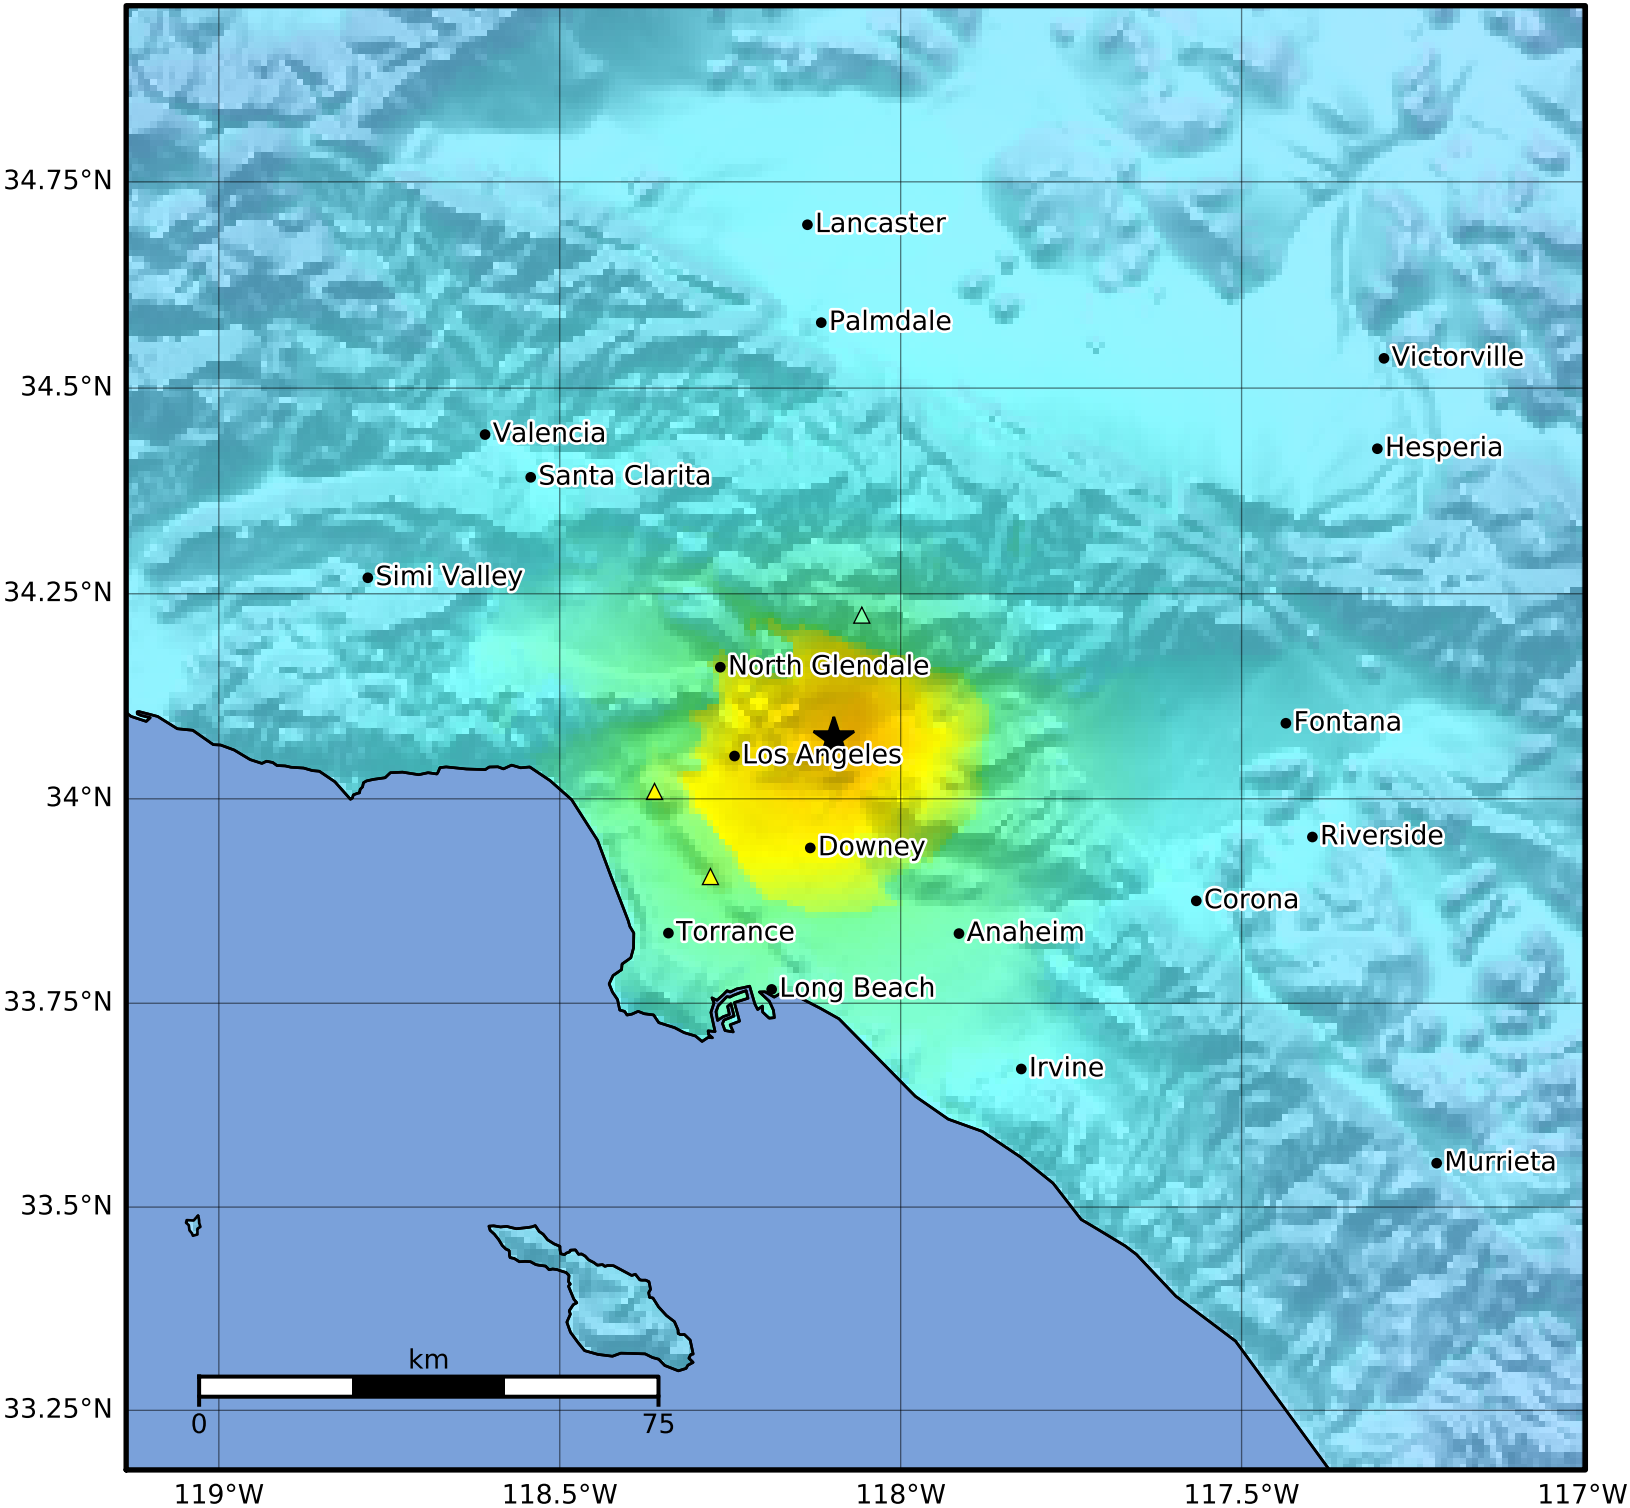 34.75°N
Lancaster
Palmdale
Victorville
34.5°N
Valencia
Hesperia
Santa Clarita
Simi Valley
34.25°N
North Glendale
Fontana
Los Angeles
34°N
Riverside
Downey
Corona
Torrance
Anaheim
Long Beach
33.75°N
Irvine
Murrieta
33.5°N
km
33.25°N
0
75
119°W
118.5°W
118°W
117.5°W
117°W